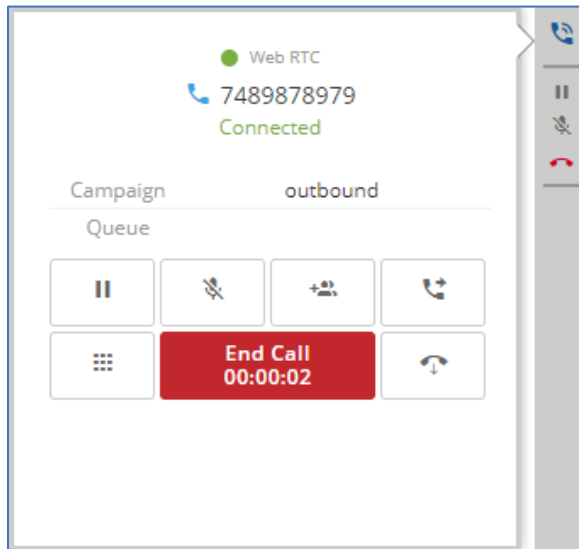 Web RTC
7489878979
Connected
Campaign outbound
Queue
End Call
00:00:02